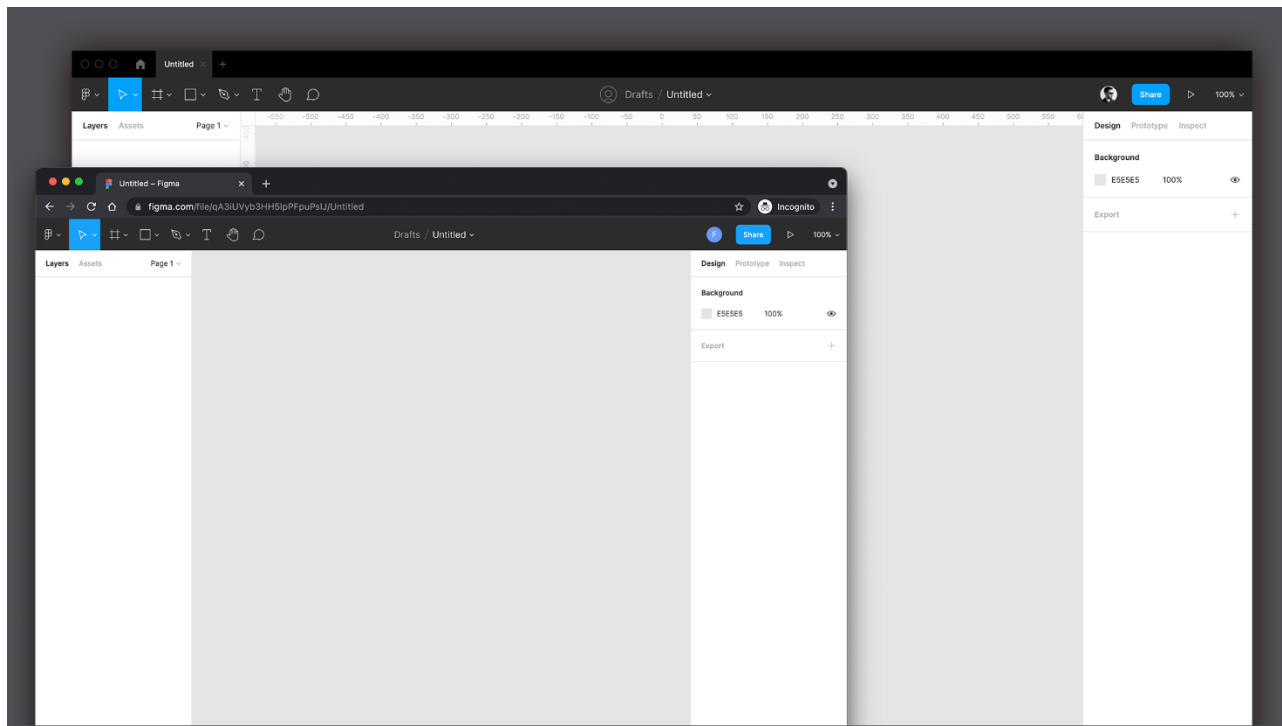 Untitled
Drafts / Untitled
Share
100%
Layers Assets Page 1
-550 -500 -450 -400 -350 -300 -250 -200 -150 -100 -50 0 50 100 150 200 250 300 350 400 450 500 550
Design Prototype Inspect
Background
E5E5E5 100%
Export
Untitled – Figma
figma.com/file/qA3iUVyb3HH5lpPFpuPslJ/Untitled
Incognito
Drafts / Untitled
F
Share
100%
Layers Assets Page 1
Design Prototype Inspect
Background
E5E5E5 100%
Export